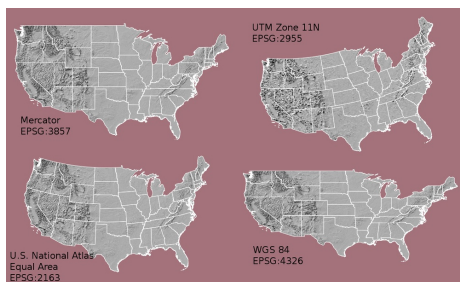 UTM Zone 11N
EPSG:2955
Mercator
EPSG:3857
U.S. National Atlas
Equal Area
EPSG:2163
WGS 84
EPSG:4326